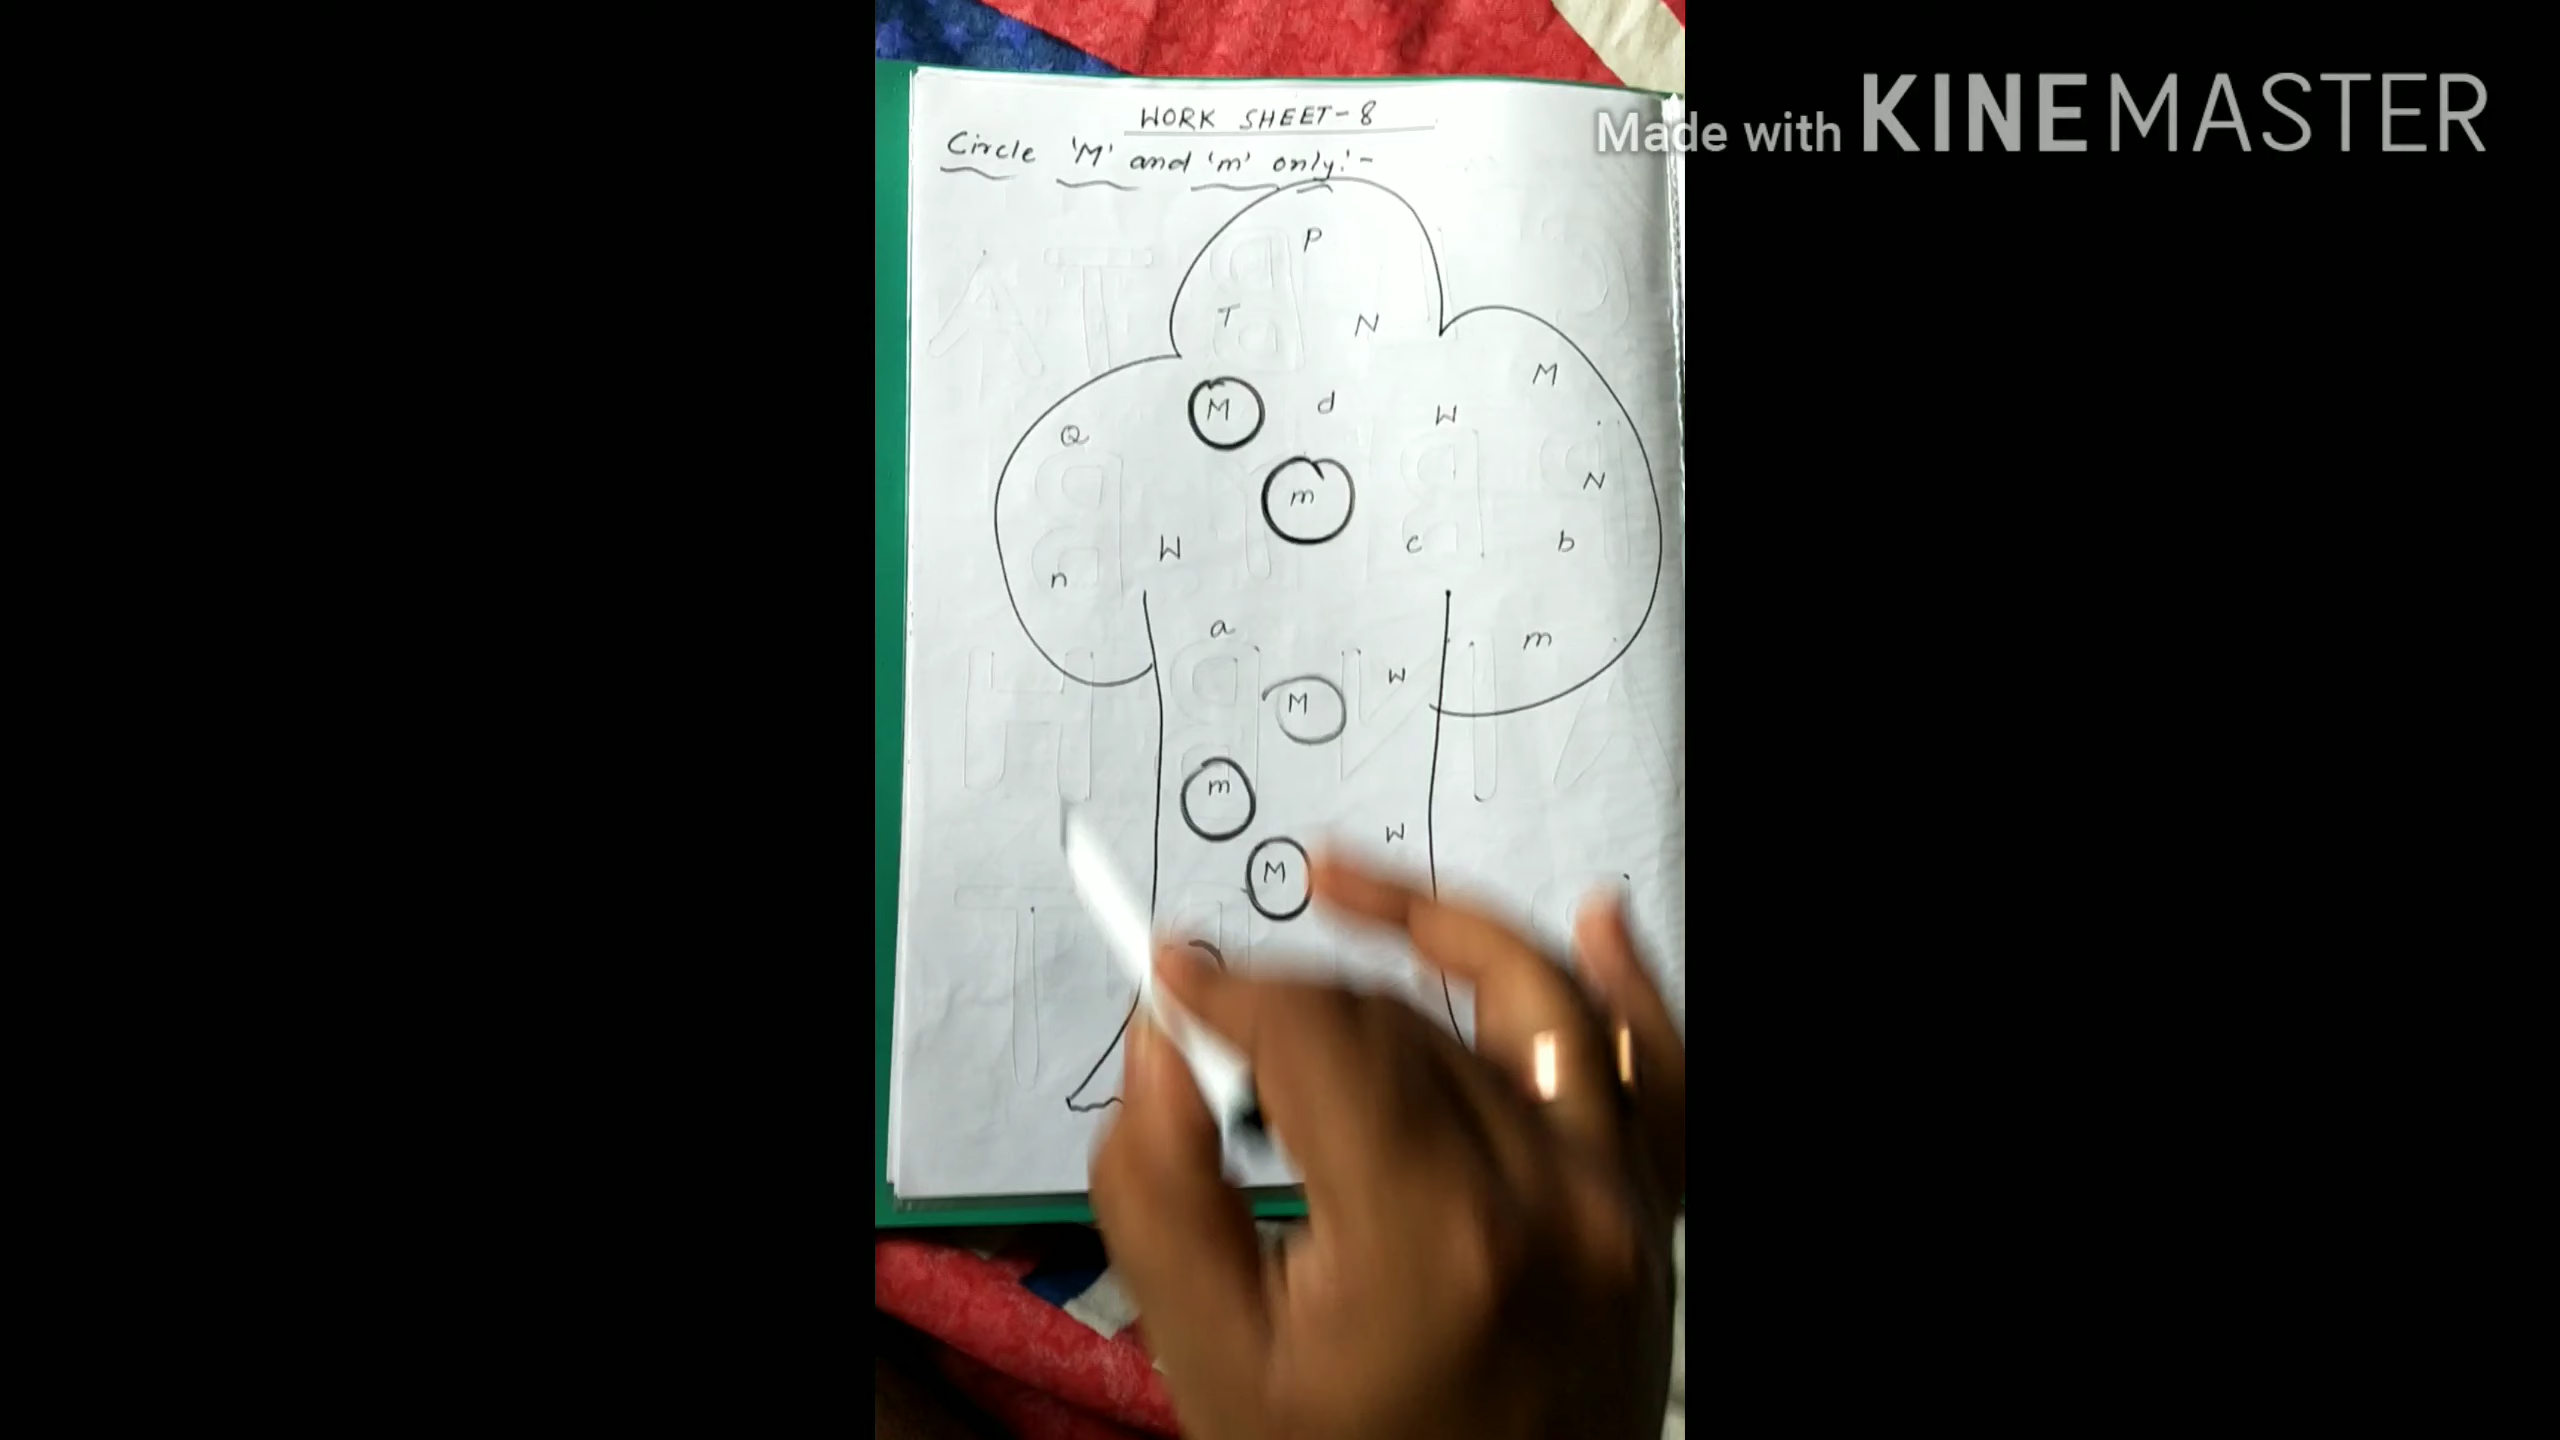 Made with KINEMASTER
WORK SHEET-8
Circle 'M' and 'm' only:-
P
T N
M
M d W
Q
N
m
W c b
n
a m
W
M
m
W
M